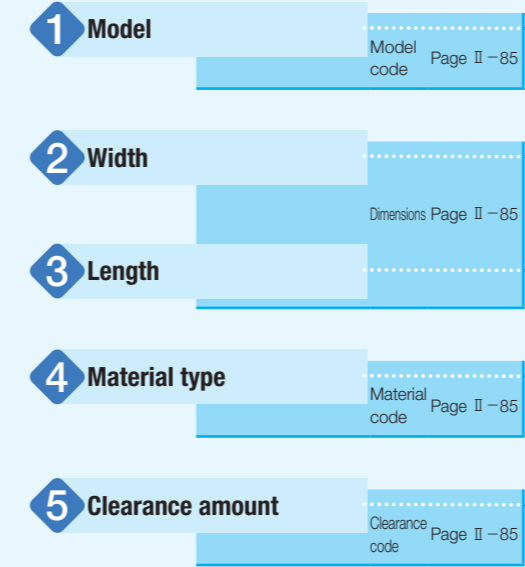 1 Model
Model
code Page Ⅱ−85
2 Width
Dimensions Page Ⅱ−85
3 Length
4 Material type
Material
code Page Ⅱ−85
5 Clearance amount
Clearance
code Page Ⅱ−85